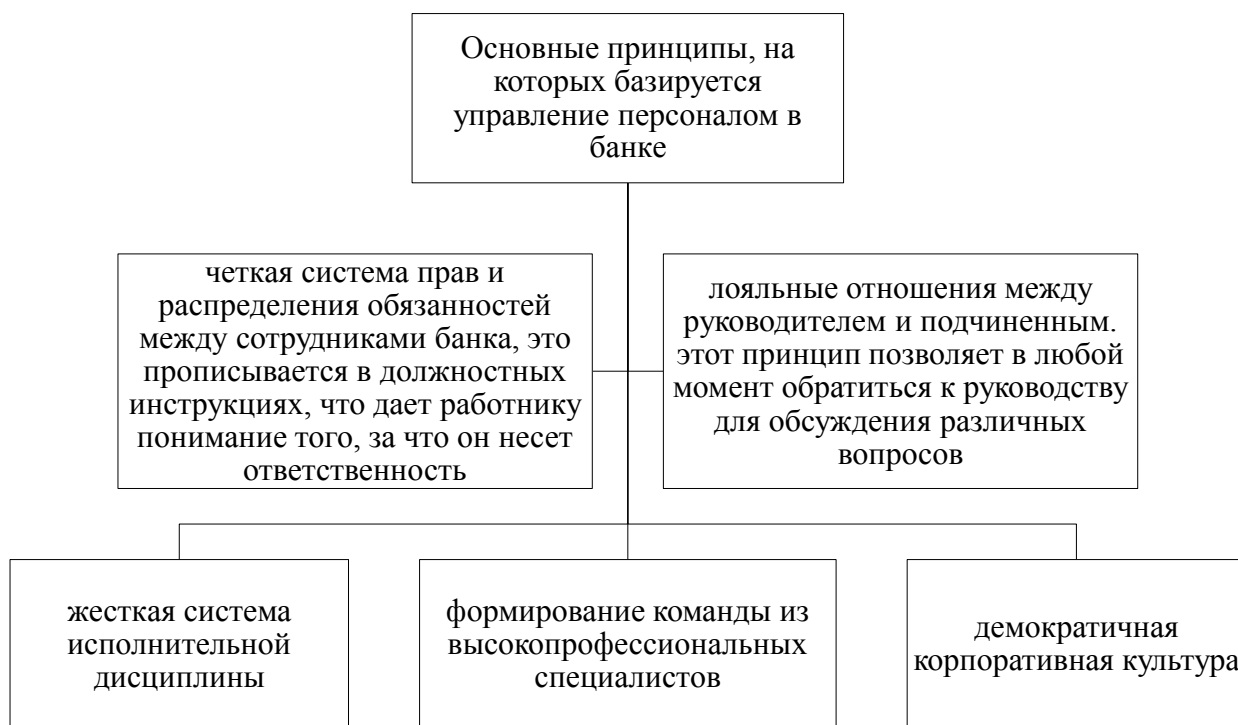 Основные принципы, на
которых базируется
управление персоналом в
банке
четкая система прав и
распределения обязанностей
между сотрудниками банка, это
прописывается в должностных
инструкциях, что дает работнику
понимание того, за что он несет
ответственность
лояльные отношения между
руководителем и подчиненным.
этот принцип позволяет в любой
момент обратиться к руководству
для обсуждения различных
вопросов
жесткая система
исполнительной
дисциплины
формирование команды из
высокопрофессиональных
специалистов
демократичная
корпоративная культура